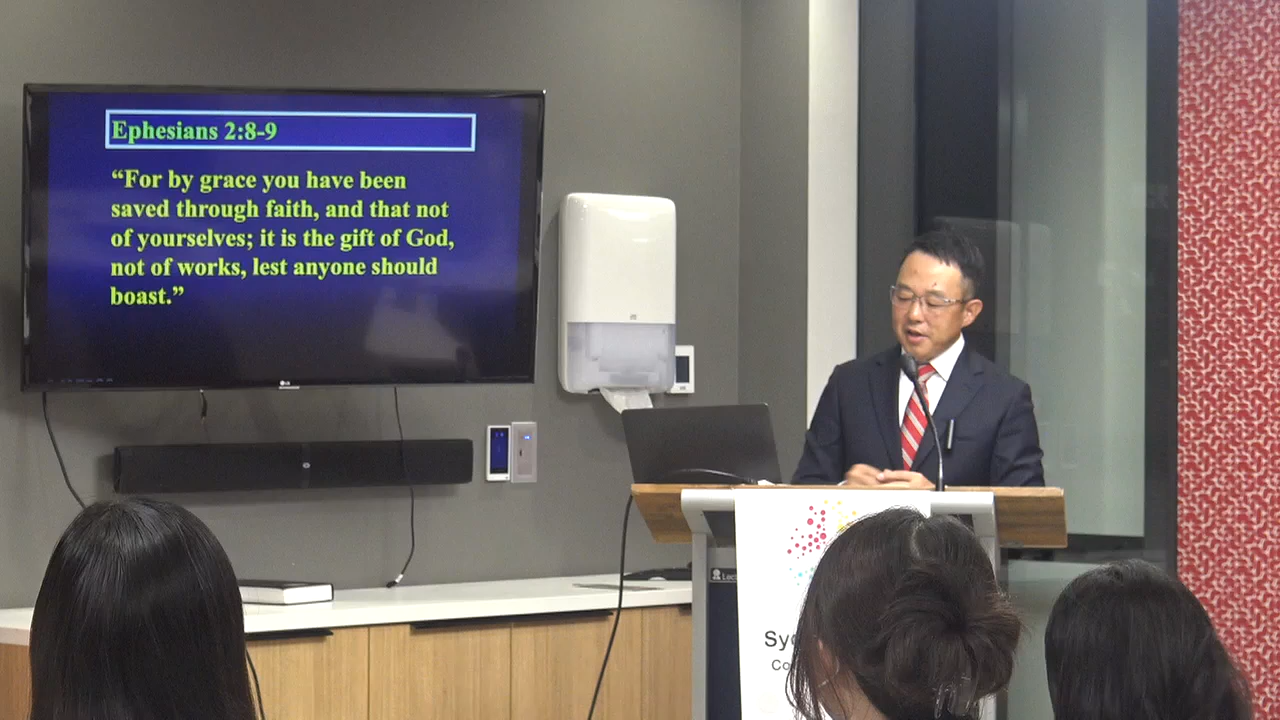 Ephesians 2:8-9
“For by grace you have been
saved through faith, and that not
of yourselves; it is the gift of God,
not of works, lest anyone should
boast.”
LG